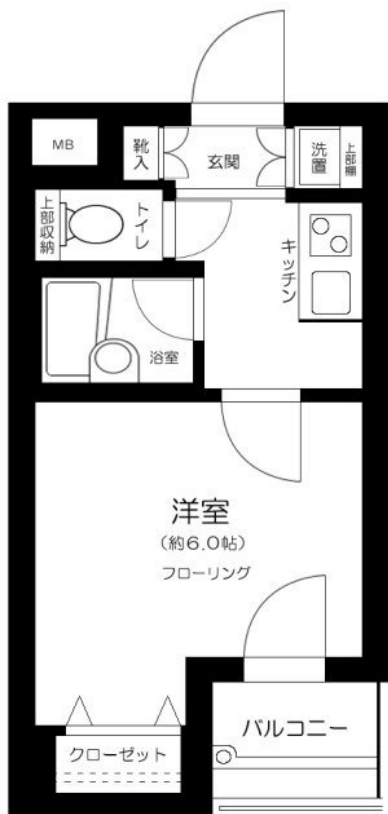 MB
靴入
玄関
洗置
上部棚
上部収納
トイレ
キッチン
浴室
洋室
(約6.0帖)
フローリング
バルコニー
クローゼット